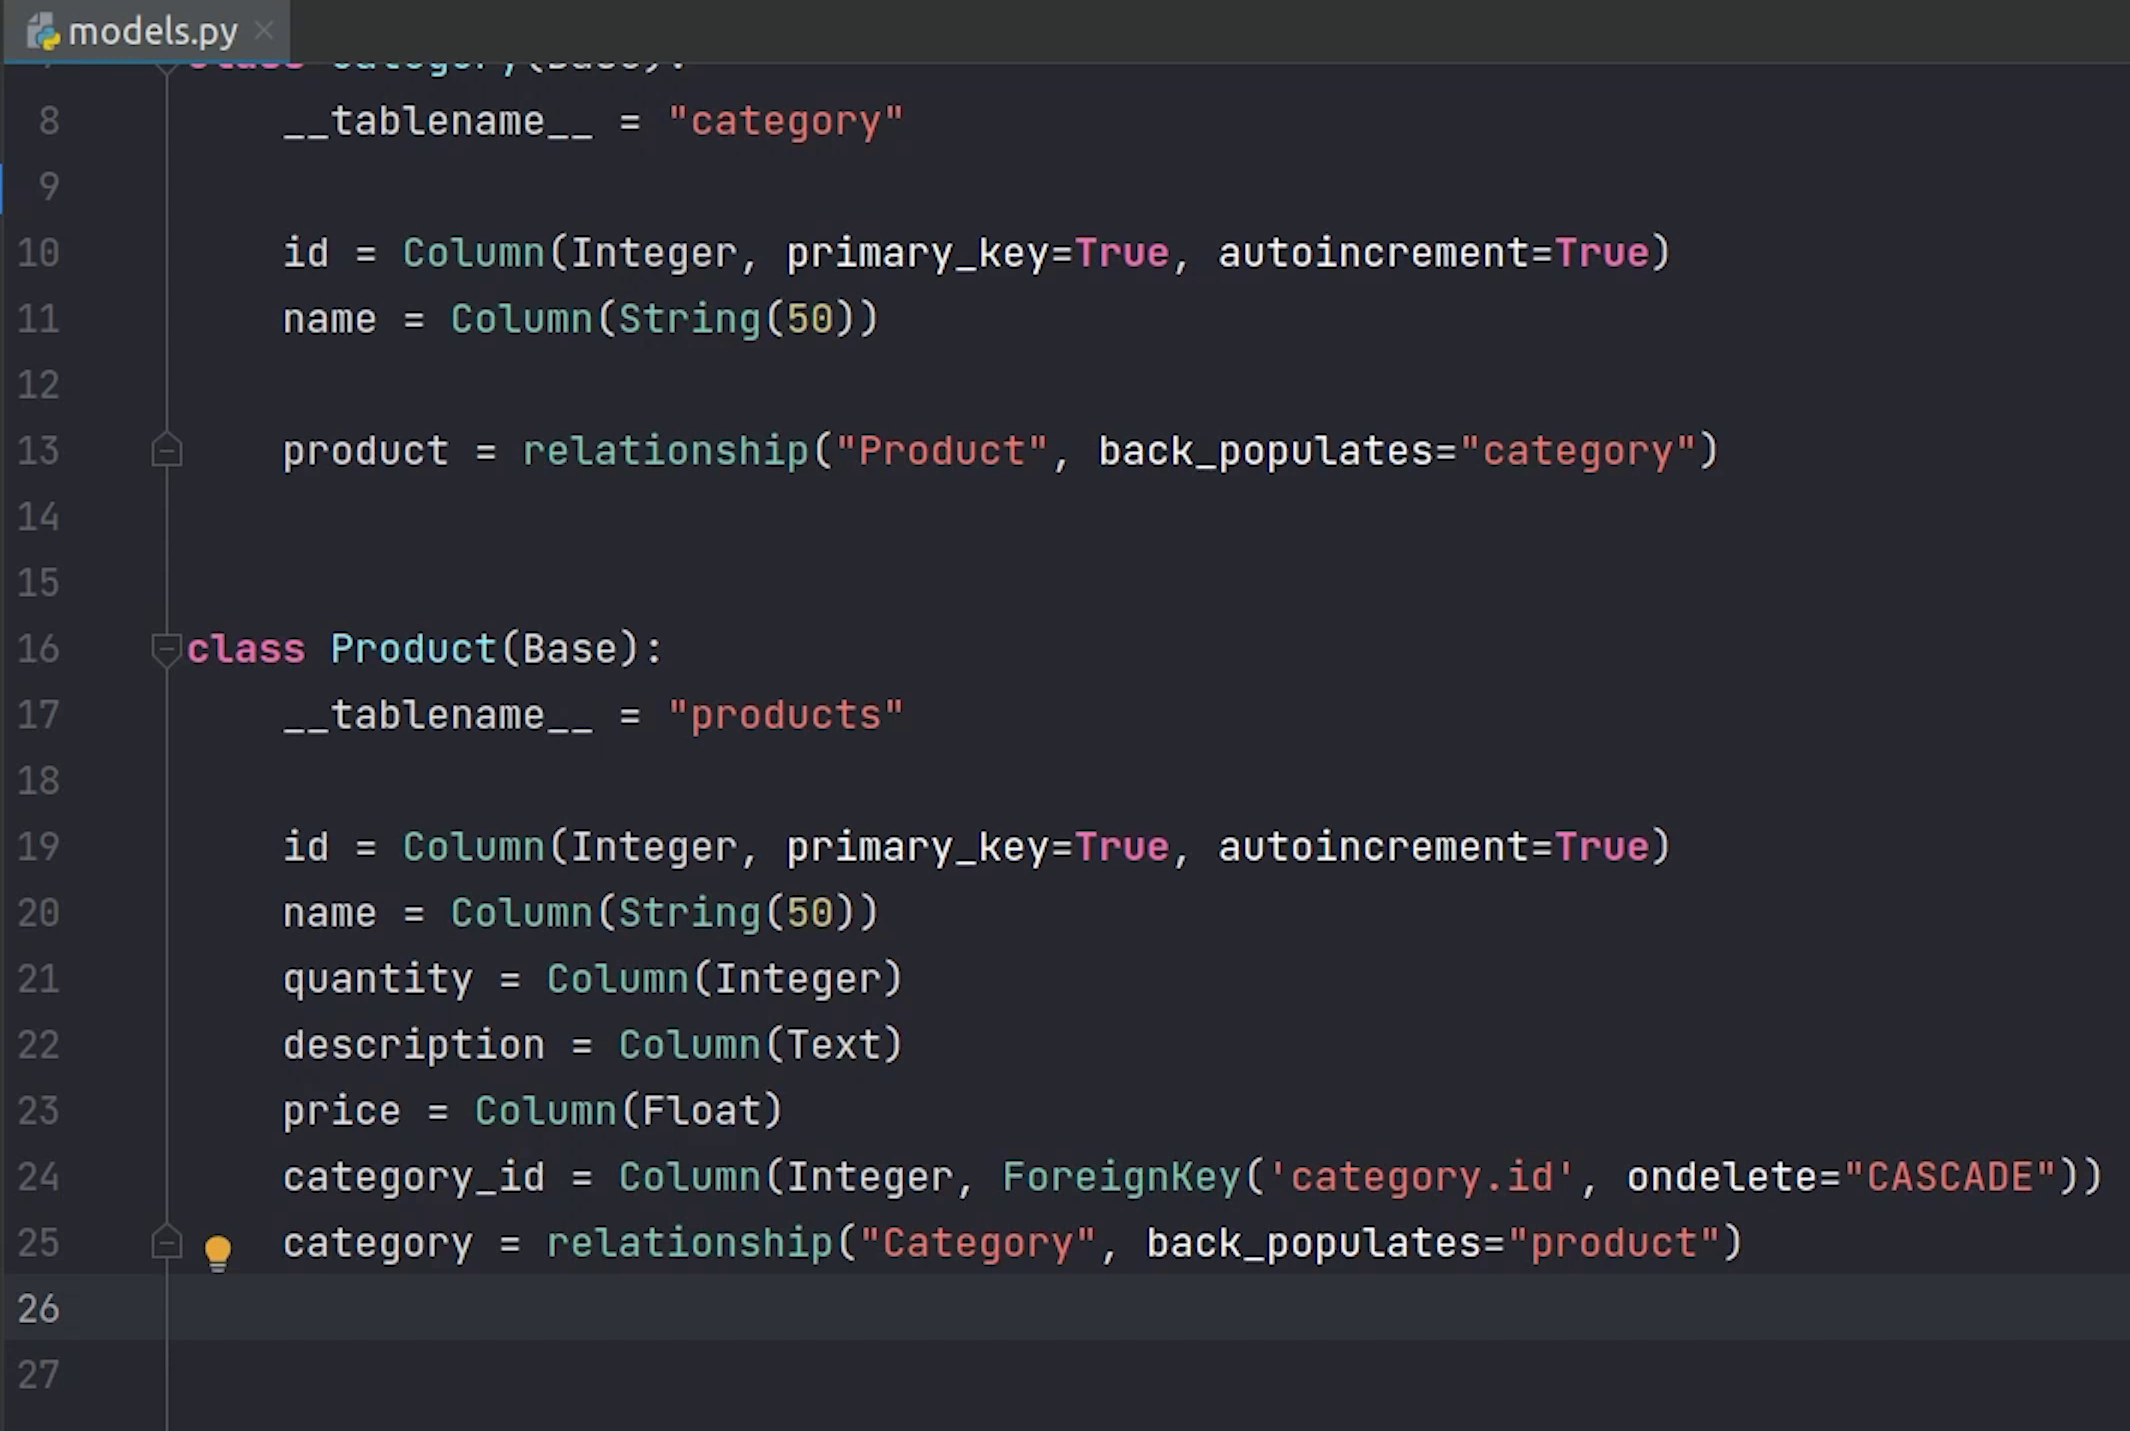 models.py
class Category(Base):
8 __tablename__ = "category"
9
10 id = Column(Integer, primary_key=True, autoincrement=True)
11 name = Column(String(50))
12
13 product = relationship("Product", back_populates="category")
14
15
16 class Product(Base):
17 __tablename__ = "products"
18
19 id = Column(Integer, primary_key=True, autoincrement=True)
20 name = Column(String(50))
21 quantity = Column(Integer)
22 description = Column(Text)
23 price = Column(Float)
24 category_id = Column(Integer, ForeignKey('category.id', ondelete="CASCADE"))
25 category = relationship("Category", back_populates="product")
26
27